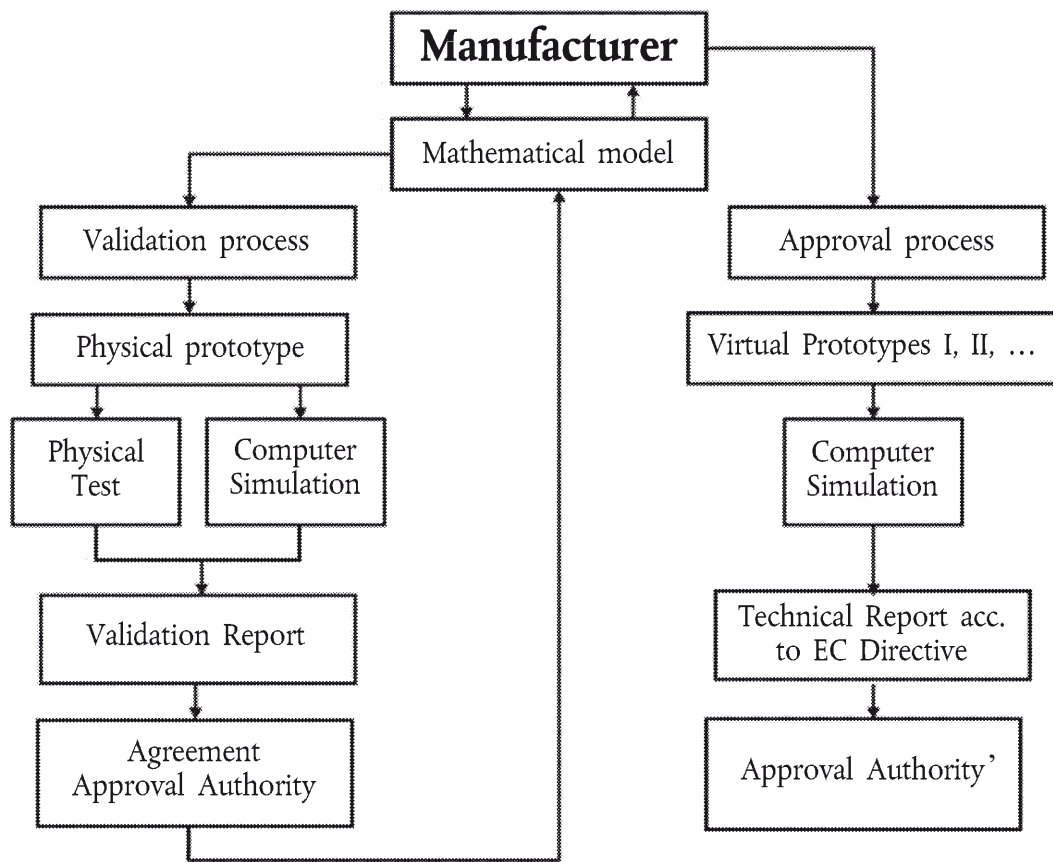 Manufacturer
Mathematical model
Validation process
Approval process
Physical prototype
Virtual Prototypes I, II, …
Physical
Test
Computer
Simulation
Computer
Simulation
Validation Report
Technical Report acc.
to EC Directive
Agreement
Approval Authority
Approval Authority’